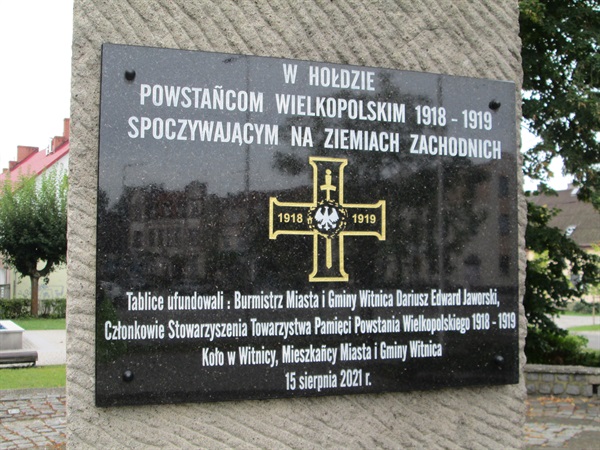 W HOŁDZIE
POWSTAŃCOM WIELKOPOLSKIM 1918 - 1919
SPOCZYWAJĄCYM NA ZIEMIACH ZACHODNICH
1918 1919
Tablice ufundowali : Burmistrz Miasta i Gminy Witnica Dariusz Edward Jaworski,
Członkowie Stowarzyszenia Towarzystwa Pamięci Powstania Wielkopolskiego 1918 - 1919
Koło w Witnicy, Mieszkańcy Miasta i Gminy Witnica
15 sierpnia 2021 r.